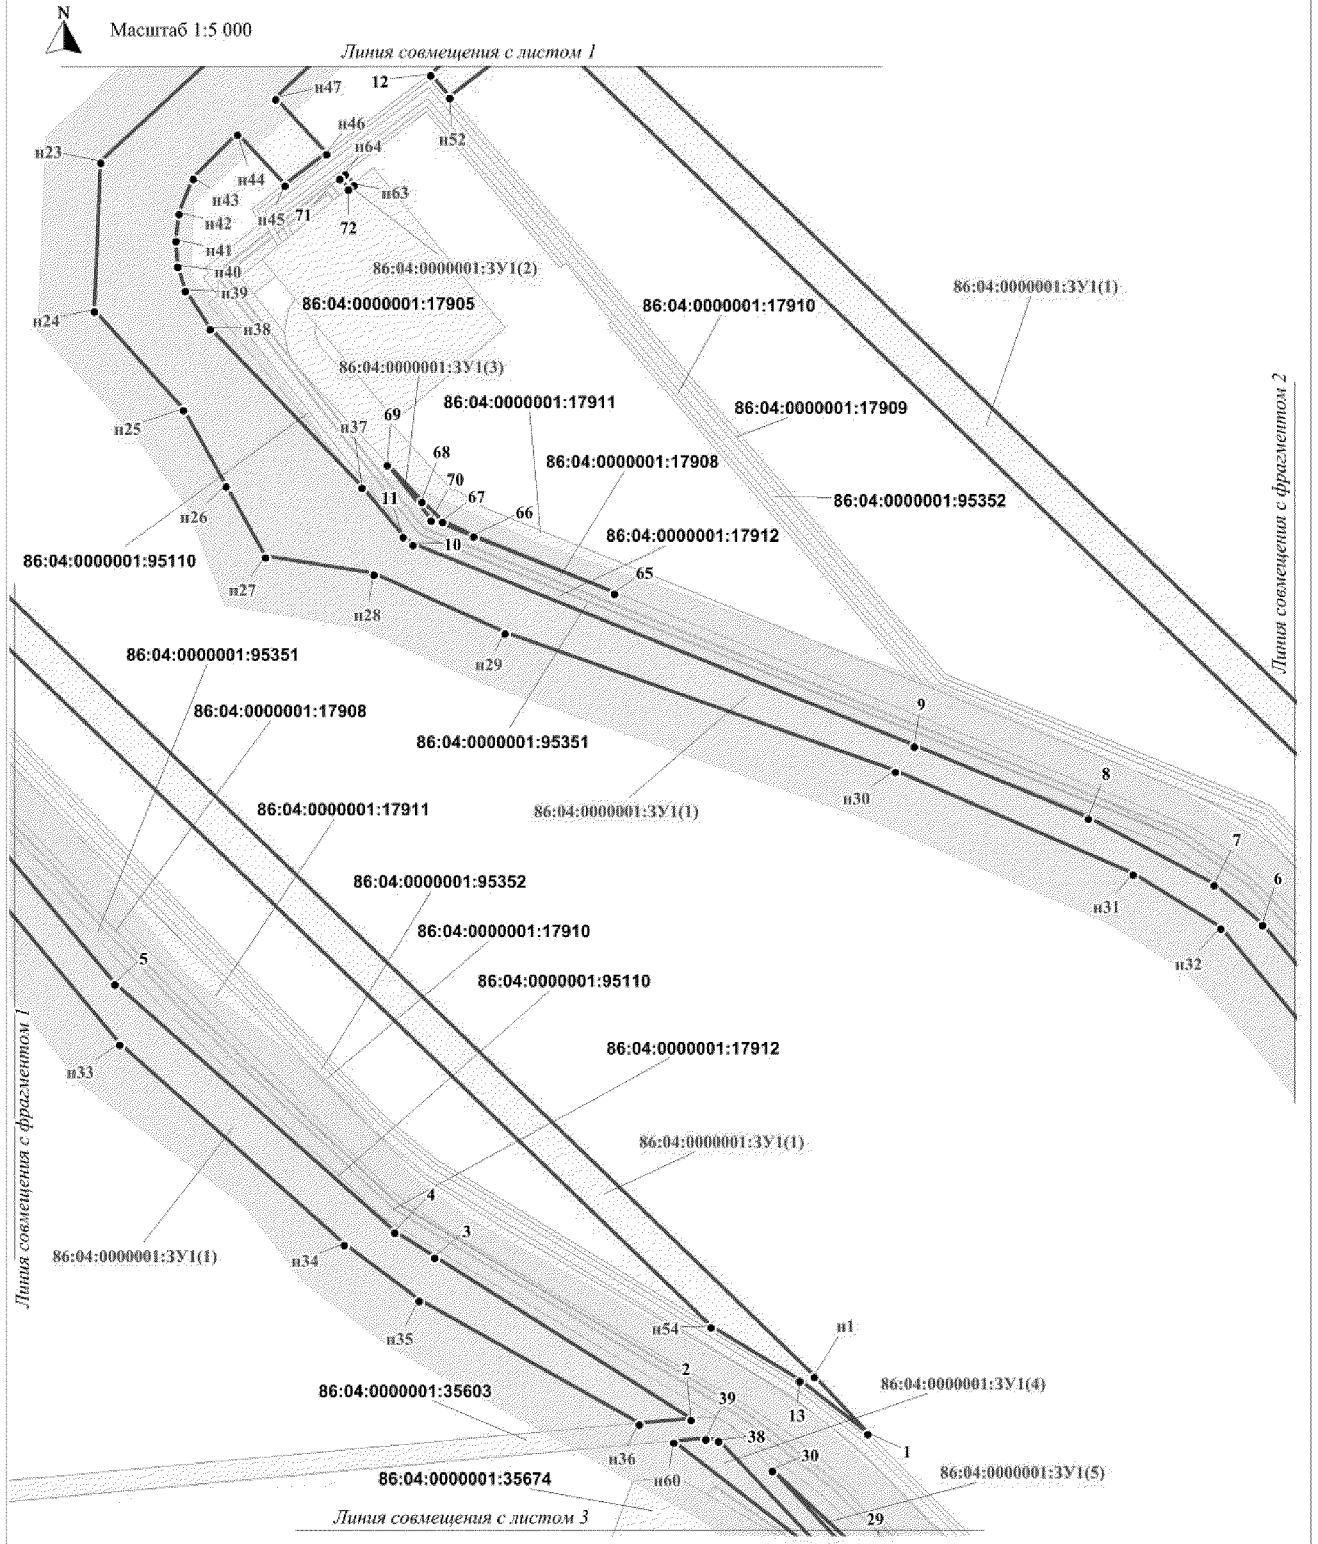 N
Масштаб 1:5 000
Линия совмещения с листом 1
12
н47
н52
н46
н64
н23
н44
н43
н45
н63
71
72
н42
н41
н40
86:04:0000001:ЗУ1(2)
н39
86:04:0000001:17905
86:04:0000001:17910
86:04:0000001:ЗУ1(1)
н24
н38
86:04:0000001:ЗУ1(3)
86:04:0000001:17911
86:04:0000001:17909
Линия совмещения с фрагментом 2
69
н25
н37
68
86:04:0000001:17908
70
11
67
86:04:0000001:95352
н26
66
10
86:04:0000001:17912
86:04:0000001:95110
65
н27
н28
н29
86:04:0000001:95351
9
86:04:0000001:17908
86:04:0000001:95351
8
н30
86:04:0000001:17911
86:04:0000001:ЗУ1(1)
7
6
86:04:0000001:95352
н31
86:04:0000001:17910
5
н32
86:04:0000001:95110
Линия совмещения с фрагментом 1
86:04:0000001:17912
н33
86:04:0000001:ЗУ1(1)
4
3
86:04:0000001:ЗУ1(1)
н34
н54
н1
н35
2
86:04:0000001:35603
39
86:04:0000001:ЗУ1(4)
13
38
1
н36
30
н60
86:04:0000001:35674
86:04:0000001:ЗУ1(5)
Линия совмещения с листом 3
29